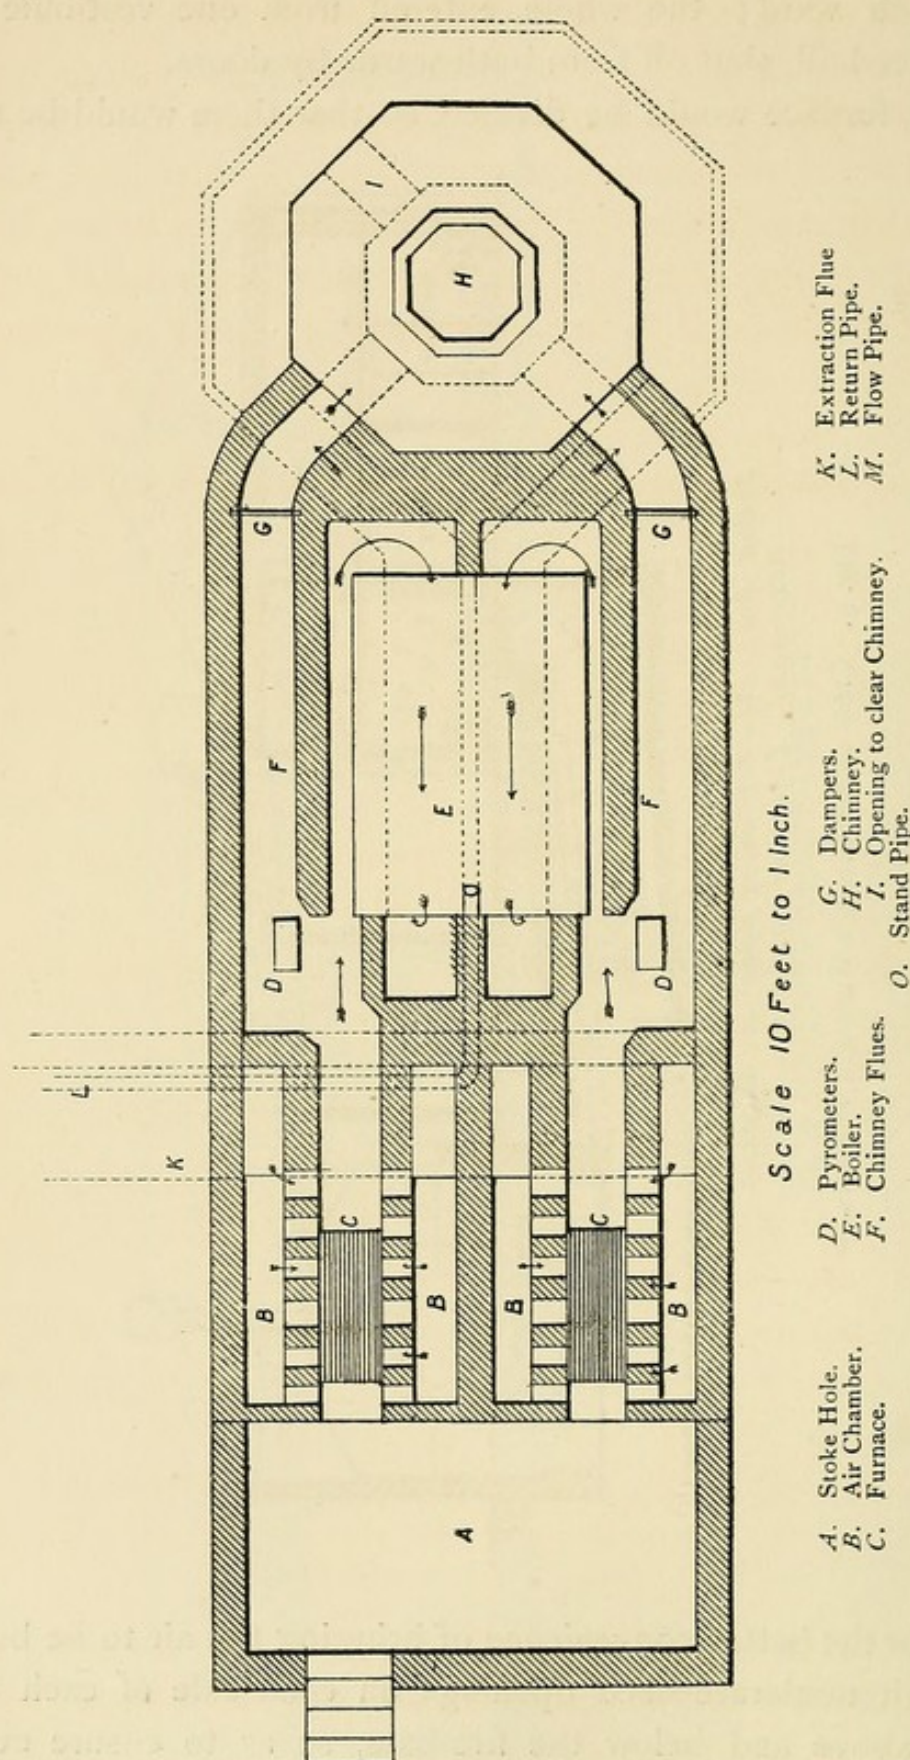 L
K
B D F G
I
C
B
A O E H
B
C
B D F G
Scale 10 Feet to 1 Inch.
A. Stoke Hole.
B. Air Chamber.
C. Furnace.
D. Pyrometers.
E. Boiler.
F. Chimney Flues.
G. Dampers.
H. Chimney.
I. Opening to clear Chimney.
K. Extraction Flue
L. Return Pipe.
M. Flow Pipe.
O. Stand Pipe.